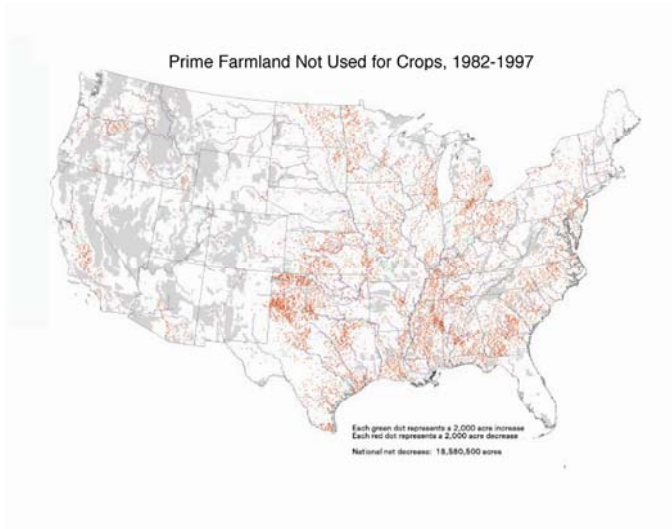 Prime Farmland Not Used for Crops, 1982-1997
Each green dot represents a 2,000 acre increase
Each red dot represents a 2,000 acre decrease
National net decrease: 18,580,500 acres